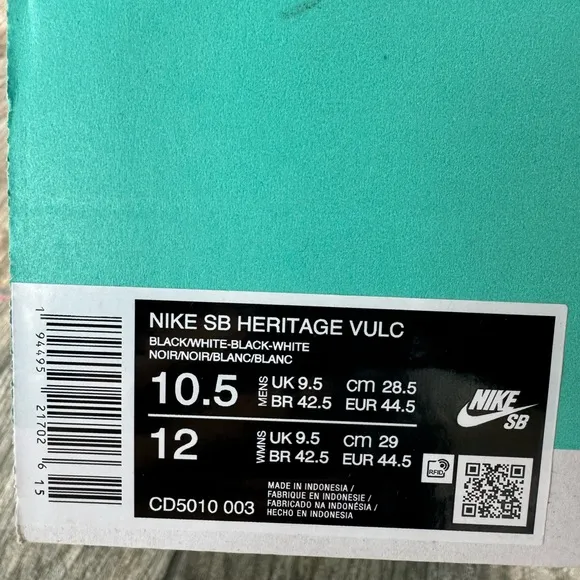 NIKE SB HERITAGE VULC
BLACK/WHITE-BLACK-WHITE
NOIR/NOIR/BLANC/BLANC
10.5 MENS UK 9.5 cm 28.5
BR 42.5 EUR 44.5
12 WMNS UK 9.5 cm 29
BR 42.5 EUR 44.5
CD5010 003
MADE IN INDONESIA /
FABRIQUE EN INDONESIE /
FABRICADO NA INDONÉSIA /
HECHO EN INDONESIA
RFID
NIKE
SB
1 94495 21702 6 15